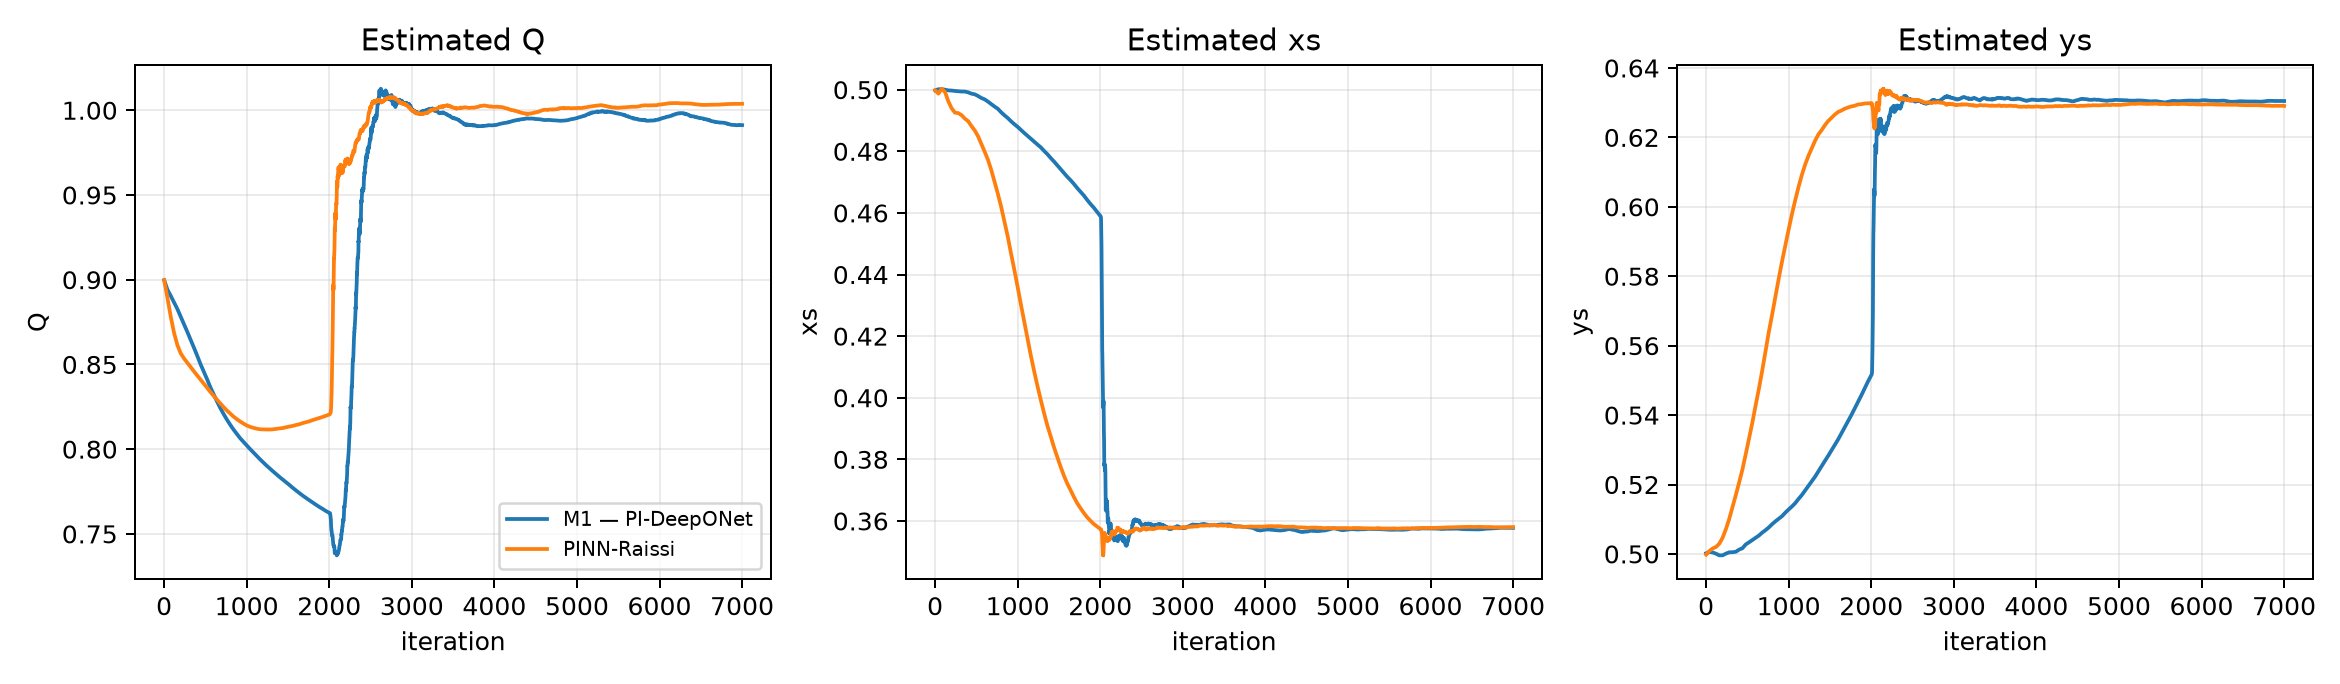 Estimated Q
1.00
0.95
0.90
0.85
0.80
0.75
Q
0 1000 2000 3000 4000 5000 6000 7000
iteration
M1 — PI-DeepONet
PINN-Raissi
Estimated xs
0.50
0.48
0.46
0.44
0.42
0.40
0.38
0.36
xs
0 1000 2000 3000 4000 5000 6000 7000
iteration
Estimated ys
0.64
0.62
0.60
0.58
0.56
0.54
0.52
0.50
ys
0 1000 2000 3000 4000 5000 6000 7000
iteration